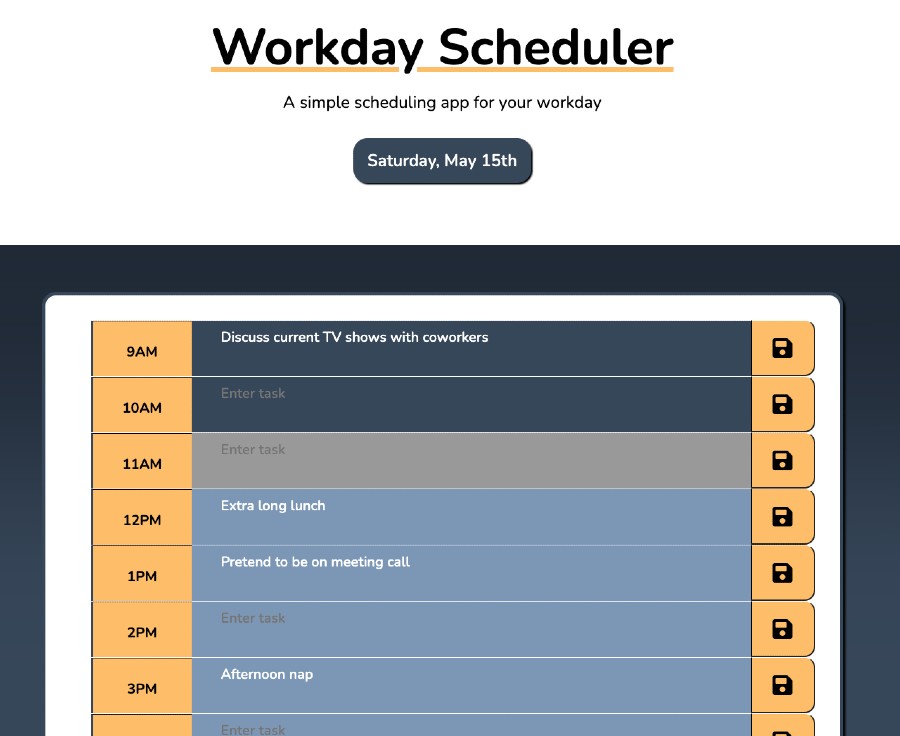 Workday Scheduler
A simple scheduling app for your workday
Saturday, May 15th
9AM
Discuss current TV shows with coworkers
10AM
Enter task
11AM
Enter task
12PM
Extra long lunch
1PM
Pretend to be on meeting call
2PM
Enter task
3PM
Afternoon nap
Enter task